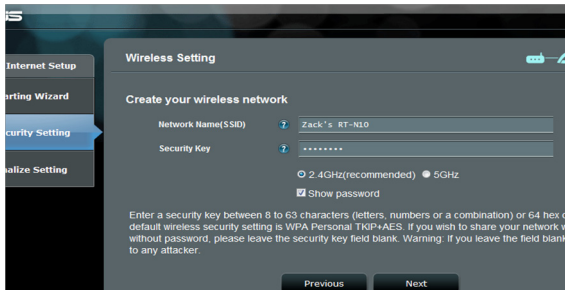 Wireless Setting
Internet Setup
Wizard
Security Setting
Setting
Create your wireless network
Network Name(SSID) ? Zack's RT-N10
Security Key ? ••••••••
2.4GHz(recommended) 5GHz
Show password
Enter a security key between 8 to 63 characters (letters, numbers or a combination) or 64 hex
default wireless security setting is WPA Personal TKIP+AES. If you wish to share your network
without password, please leave the security key field blank. Warning: If you leave the field blank
to any attacker.
Previous Next